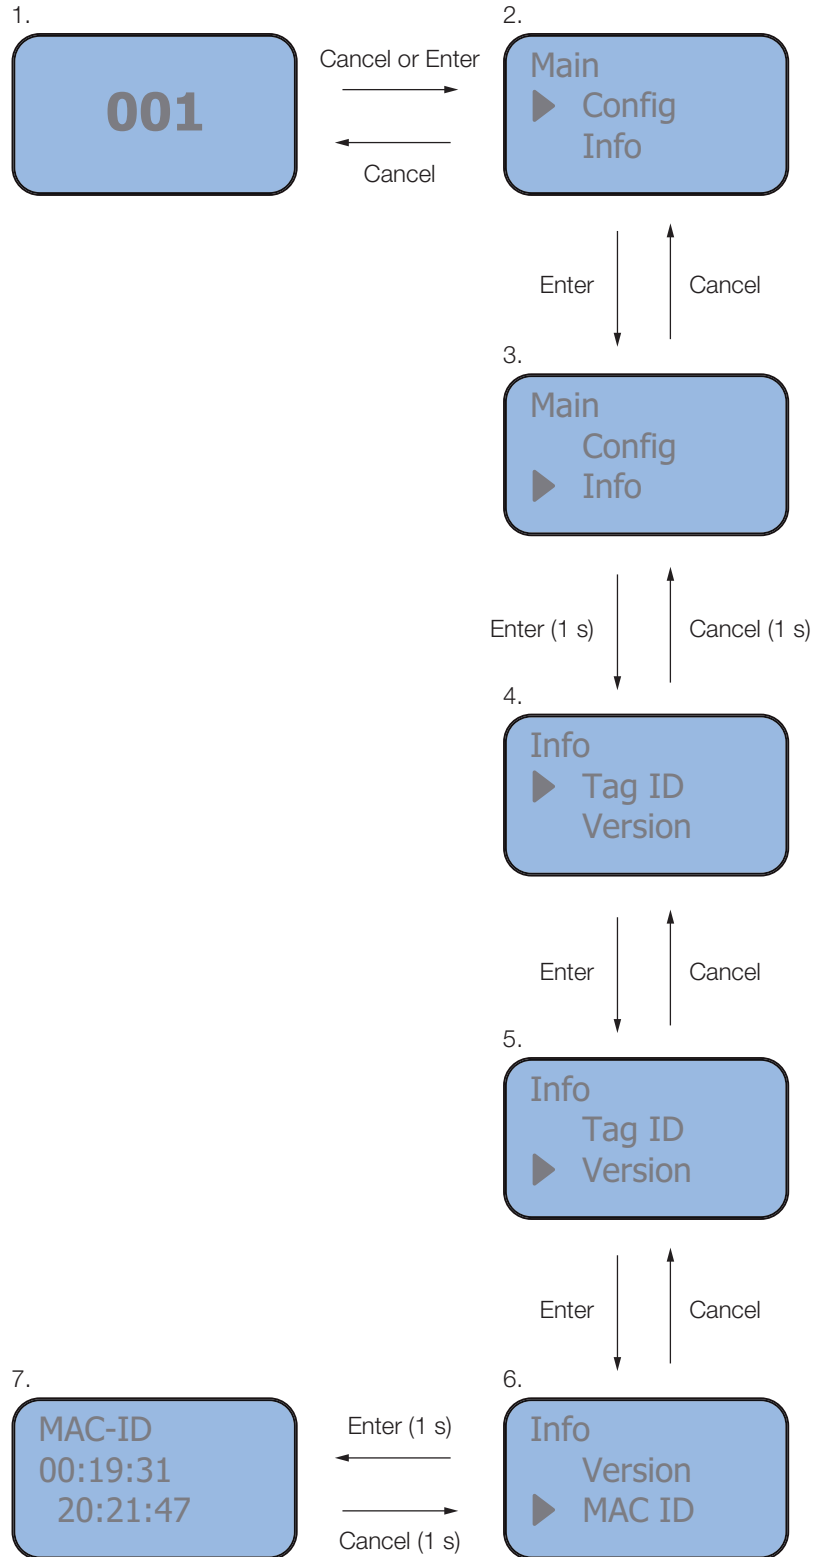 1.
001
Cancel or Enter
Cancel
2.
Main
Config
Info
Enter
Cancel
3.
Main
Config
Info
Enter (1 s)
Cancel (1 s)
4.
Info
Tag ID
Version
Enter
Cancel
5.
Info
Tag ID
Version
Enter
Cancel
6.
Info
Version
MAC ID
Enter (1 s)
Cancel (1 s)
7.
MAC-ID
00:19:31
20:21:47